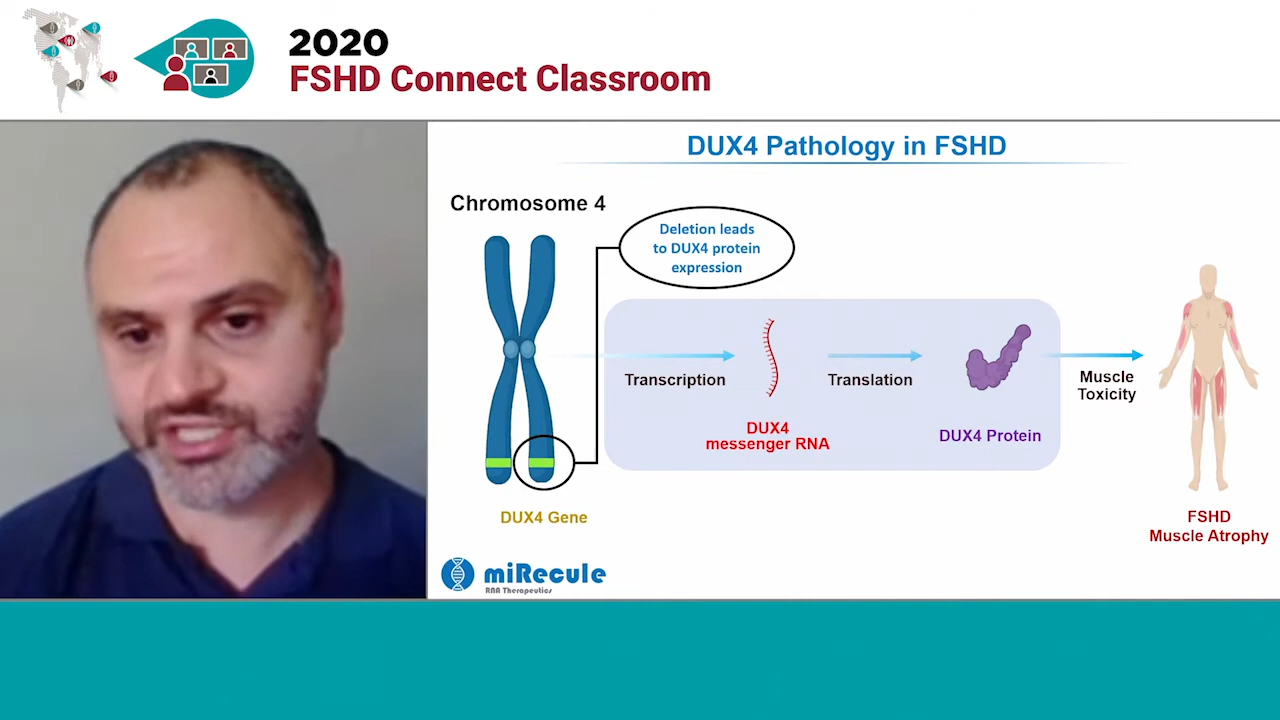 2020
FSHD Connect Classroom
DUX4 Pathology in FSHD
Chromosome 4
Deletion leads
to DUX4 protein
expression
Transcription
DUX4
messenger RNA
Translation
DUX4 Protein
Muscle
Toxicity
DUX4 Gene
FSHD
Muscle Atrophy
miRecule
RNA Therapeutics